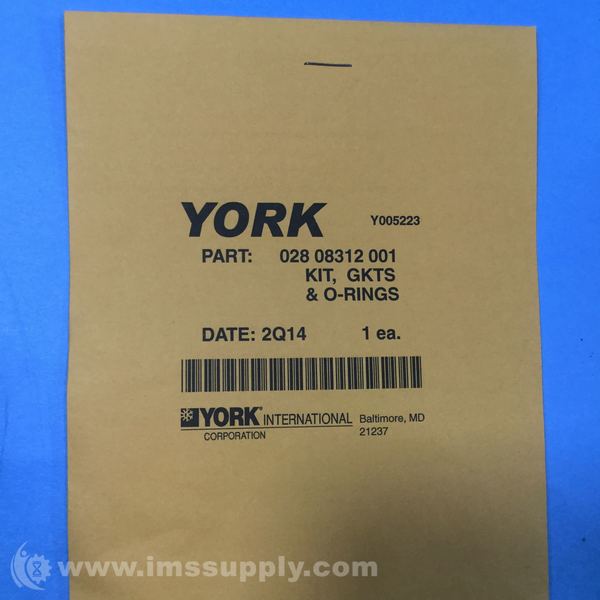 YORK Y005223
PART: 028 08312 001
KIT, GKTS
& O-RINGS
DATE: 2Q14 1 ea.
YORK® INTERNATIONAL Baltimore, MD
CORPORATION 21237
www.imssupply.com